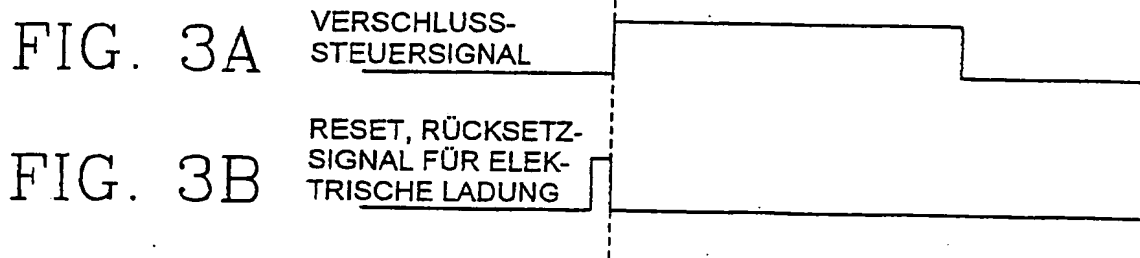 FIG. 3A
VERSCHLUSS-
STEUERSIGNAL
FIG. 3B
RESET, RÜCKSETZ-
SIGNAL FÜR ELEK-
TRISCHE LADUNG